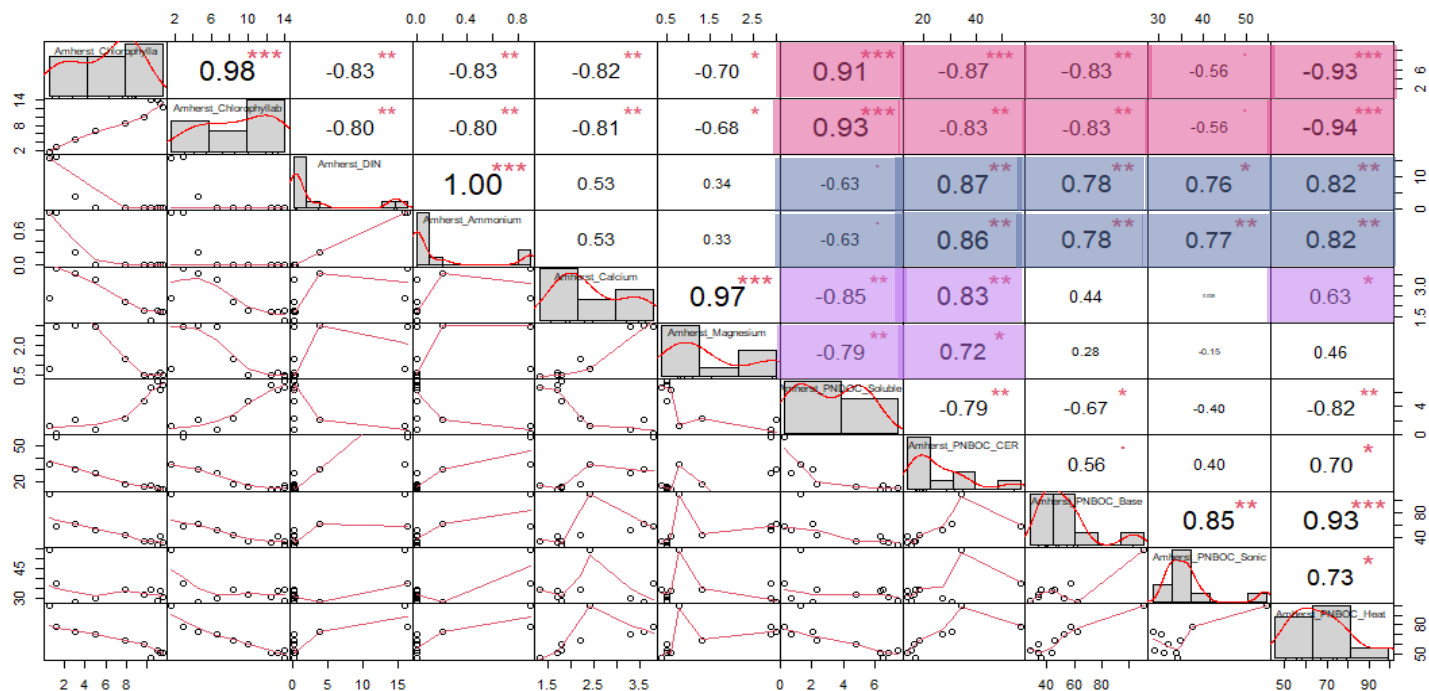 2 6 10 14 0.0 0.4 0.8 0.5 1.5 2.5 20 40 30 40 50
Amherst_Chlorophylla 0.98 *** -0.83 ** -0.83 ** -0.82 ** -0.70 * 0.91 *** -0.87 *** -0.83 ** -0.56 . -0.93 *** 2 6
2 8 14 Amherst_Chlorophyllab -0.80 ** -0.80 ** -0.81 ** -0.68 * 0.93 *** -0.83 ** -0.83 ** -0.56 . -0.94 ***
Amherst_DIN 1.00 *** 0.53 0.34 -0.63 . 0.87 ** 0.78 ** 0.76 * 0.82 ** 0 10
0.0 0.6 Amherst_Ammonium 0.53 0.33 -0.63 . 0.86 ** 0.78 ** 0.77 ** 0.82 **
Amherst_Calcium 0.97 *** -0.85 ** 0.83 ** 0.44 0.63 * 1.5 3.0
0.5 2.0 Amherst_Magnesium -0.79 ** 0.72 * 0.28 -0.15 0.46
Amherst_PNDOC_Soluble -0.79 ** -0.67 * -0.40 -0.82 ** 0 4
20 50 Amherst_PNBOC_CER 0.56 . 0.40 0.70 *
Amherst_PNBOC_Base 0.85 ** 0.93 *** 40 80
30 45 Amherst_PNBOC_Sonic 0.73 *
Amherst_PNBOC_Heat 50 80
2 4 6 8 0 5 10 15 1.5 2.5 3.5 0 2 4 6 40 60 80 50 70 90